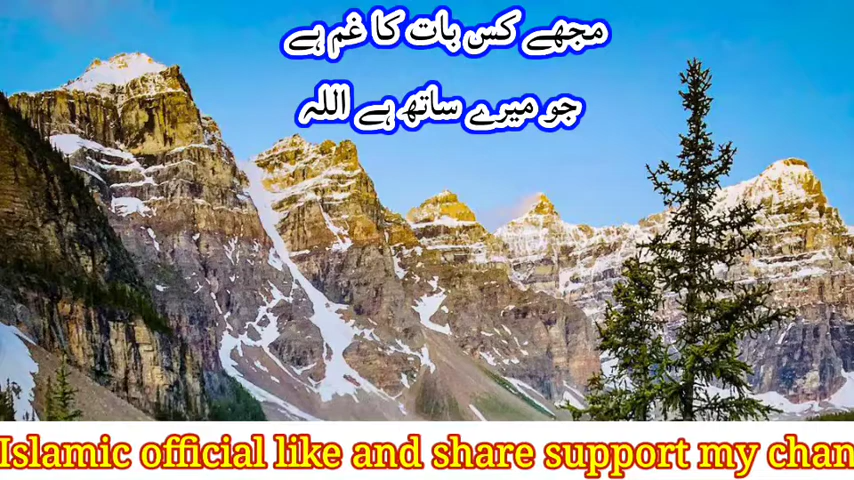 مجھے کس بات کا غم ہے
جو میرے ساتھ ہے اللہ
Islamic official like and share support my chan